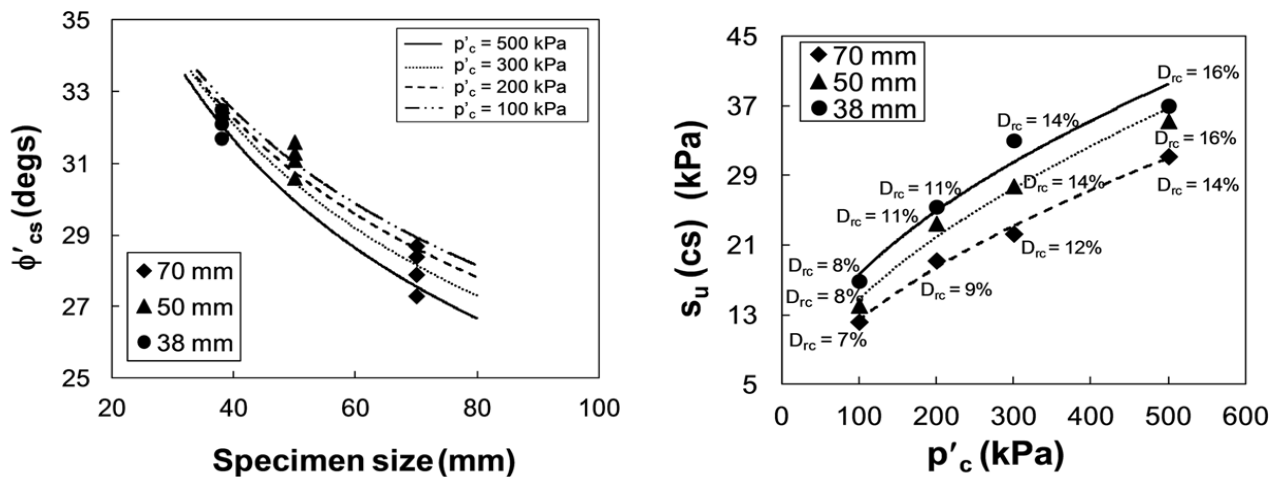 35
33
31
29
27
25
20
40
60
80
100
ϕ'cs (degs)
Specimen size (mm)
p'c = 500 kPa
p'c = 300 kPa
p'c = 200 kPa
p'c = 100 kPa
70 mm
50 mm
38 mm
45
37
29
21
13
5
0
100
200
300
400
500
600
su (cs) (kPa)
p'c (kPa)
70 mm
50 mm
38 mm
Drc = 16%
Drc = 14%
Drc = 16%
Drc = 11%
Drc = 14%
Drc = 14%
Drc = 11%
Drc = 12%
Drc = 8%
Drc = 9%
Drc = 8%
Drc = 7%